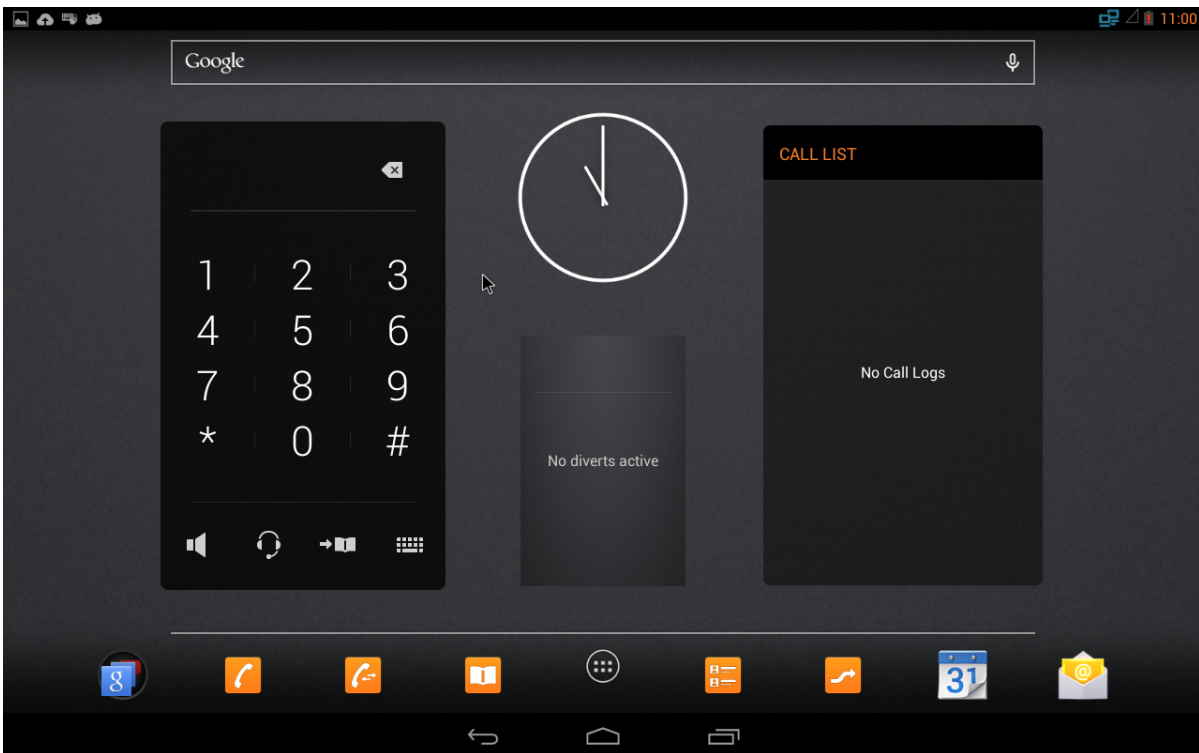 11:00
Google
CALL LIST
1 2 3
4 5 6
7 8 9
* 0 #
No Call Logs
No diverts active
g
31
@